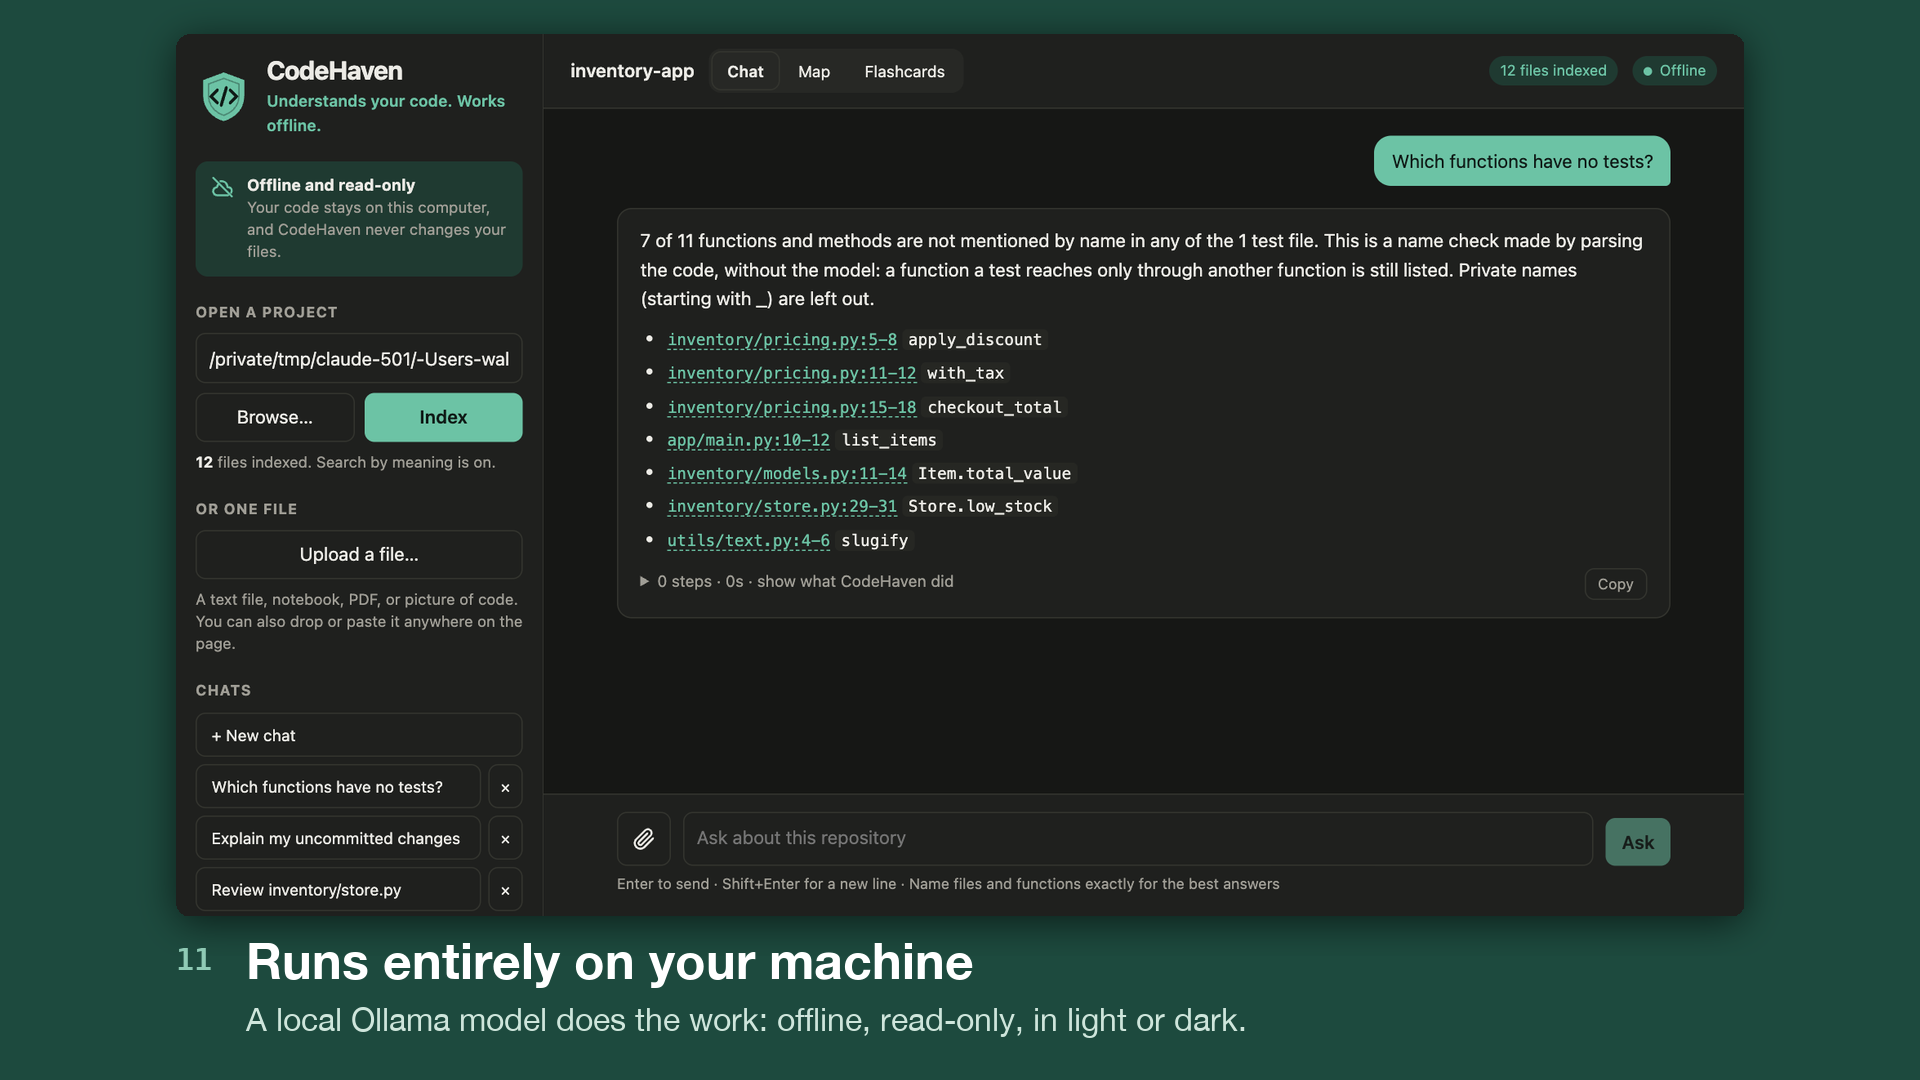 CodeHaven
Understands your code. Works
offline.
Offline and read-only
Your code stays on this computer,
and CodeHaven never changes your
files.
OPEN A PROJECT
/private/tmp/claude-501/-Users-wal
Browse...
Index
12 files indexed. Search by meaning is on.
OR ONE FILE
Upload a file...
A text file, notebook, PDF, or picture of code.
You can also drop or paste it anywhere on the
page.
CHATS
+ New chat
Which functions have no tests?
×
Explain my uncommitted changes
×
Review inventory/store.py
×
inventory-app
Chat
Map
Flashcards
12 files indexed
Offline
Which functions have no tests?
7 of 11 functions and methods are not mentioned by name in any of the 1 test file. This is a name check made by parsing
the code, without the model: a function a test reaches only through another function is still listed. Private names
(starting with _) are left out.
• inventory/pricing.py:5–8 apply_discount
• inventory/pricing.py:11–12 with_tax
• inventory/pricing.py:15–18 checkout_total
• app/main.py:10–12 list_items
• inventory/models.py:11–14 Item.total_value
• inventory/store.py:29–31 Store.low_stock
• utils/text.py:4–6 slugify
▶ 0 steps · 0s · show what CodeHaven did
Copy
Ask about this repository
Ask
Enter to send · Shift+Enter for a new line · Name files and functions exactly for the best answers
11
Runs entirely on your machine
A local Ollama model does the work: offline, read-only, in light or dark.